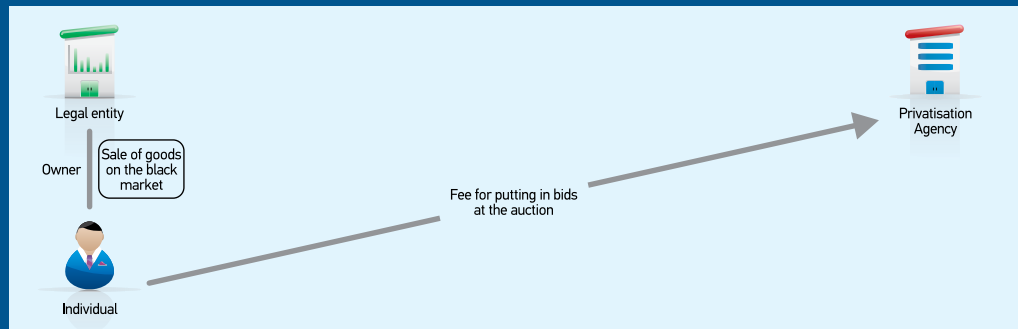 Legal entity
Privatisation
Agency
Owner
Sale of goods
on the black
market
Fee for putting in bids
at the auction
Individual